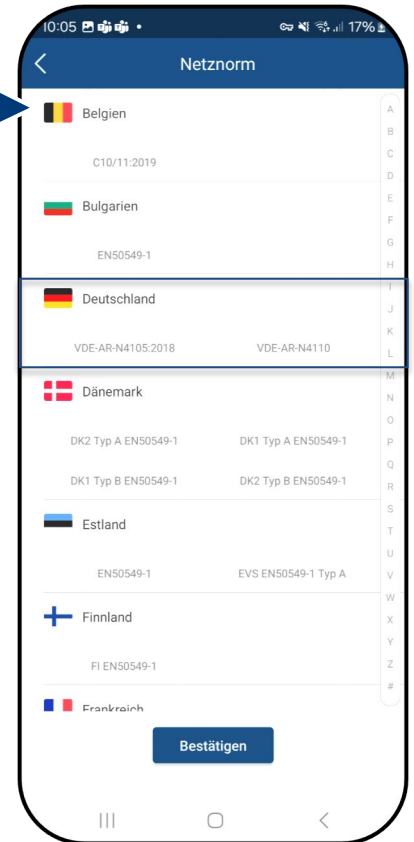 10:05 17%
Netznorm
Belgien
C10/11:2019
Bulgarien
EN50549-1
Deutschland
VDE-AR-N4105:2018 VDE-AR-N4110
Dänemark
DK2 Typ A EN50549-1 DK1 Typ A EN50549-1
DK1 Typ B EN50549-1 DK2 Typ B EN50549-1
Estland
EN50549-1 EVS EN50549-1 Typ A
Finnland
FI EN50549-1
Frankreich
Bestätigen
A
B
C
D
E
F
G
H
I
J
K
L
M
N
O
P
Q
R
S
T
U
V
W
X
Y
Z
#